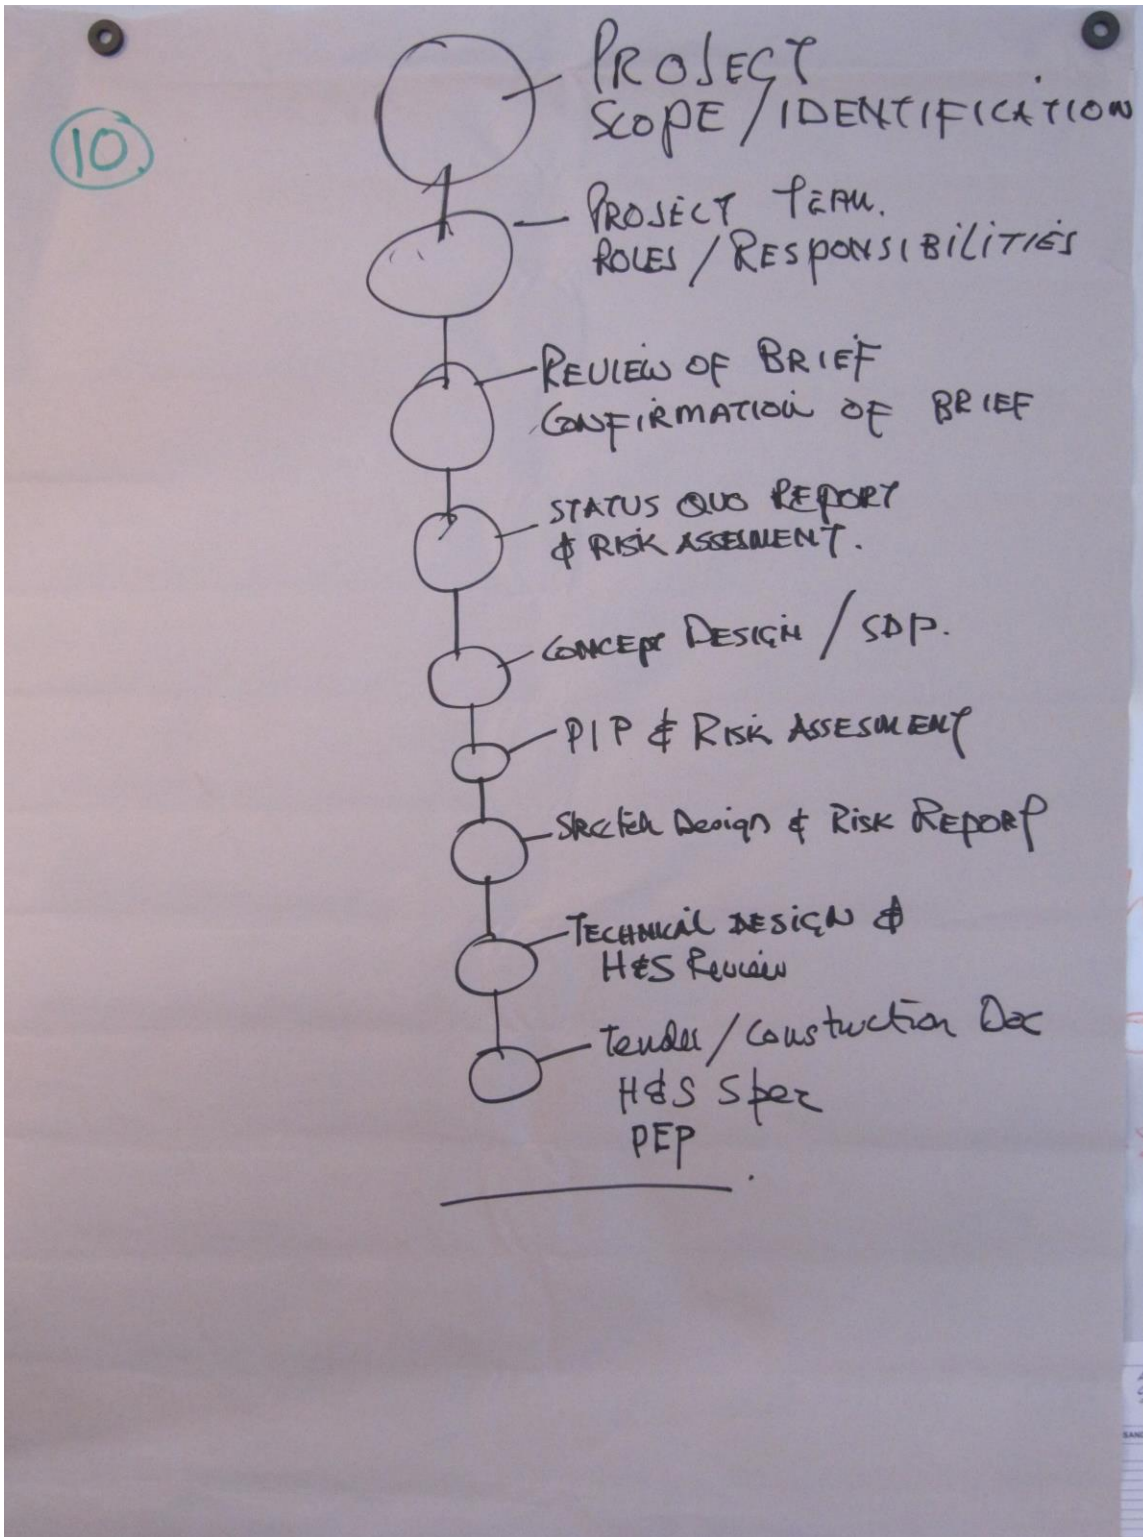 10
PROJECT
SCOPE / IDENTIFICATION
PROJECT TEAM.
ROLES / RESPONSIBILITIES
REVIEW OF BRIEF
CONFIRMATION OF BRIEF
STATUS QUO REPORT
& RISK ASSESMENT.
CONCEPT DESIGN / SDP.
PIP & RISK ASSESMENT
Sketch Design & RISK REPORT
TECHNICAL DESIGN &
H&S Review
Tender / Construction Doc
H&S Spec
PEP